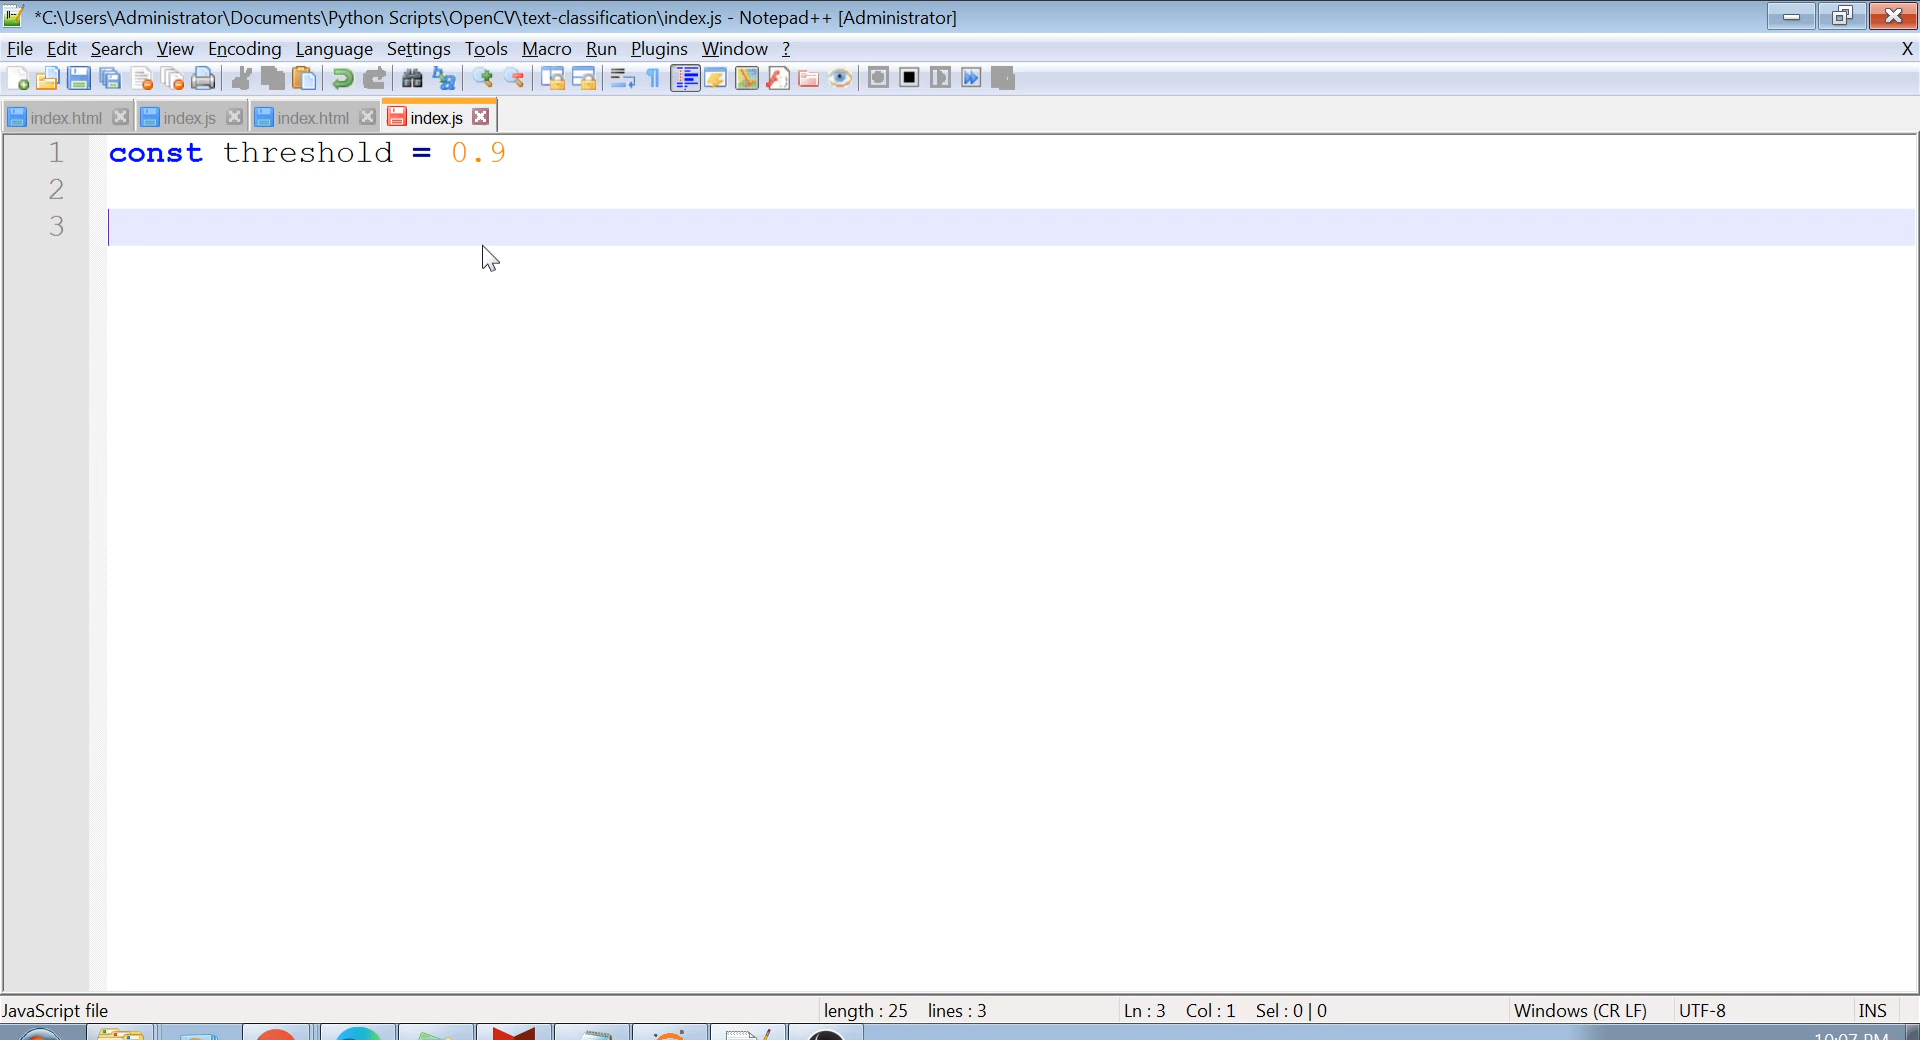 *C:\Users\Administrator\Documents\Python Scripts\OpenCV\text-classification\index.js - Notepad++ [Administrator]
File Edit Search View Encoding Language Settings Tools Macro Run Plugins Window ? X
index.html index.js index.html index.js
1 const threshold = 0.9
2
3
JavaScript file length : 25 lines : 3 Ln : 3 Col : 1 Sel : 0 | 0 Windows (CR LF) UTF-8 INS
10:07 PM